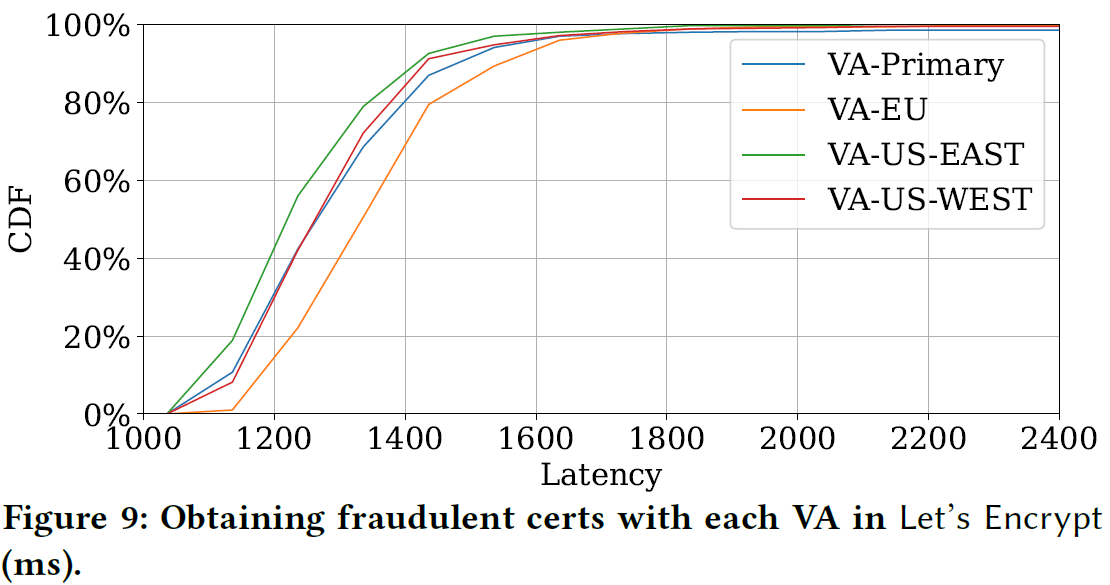 100%
80%
60%
40%
20%
0%
CDF
VA-Primary
VA-EU
VA-US-EAST
VA-US-WEST
1000 1200 1400 1600 1800 2000 2200 2400
Latency
Figure 9: Obtaining fraudulent certs with each VA in Let's Encrypt
(ms).